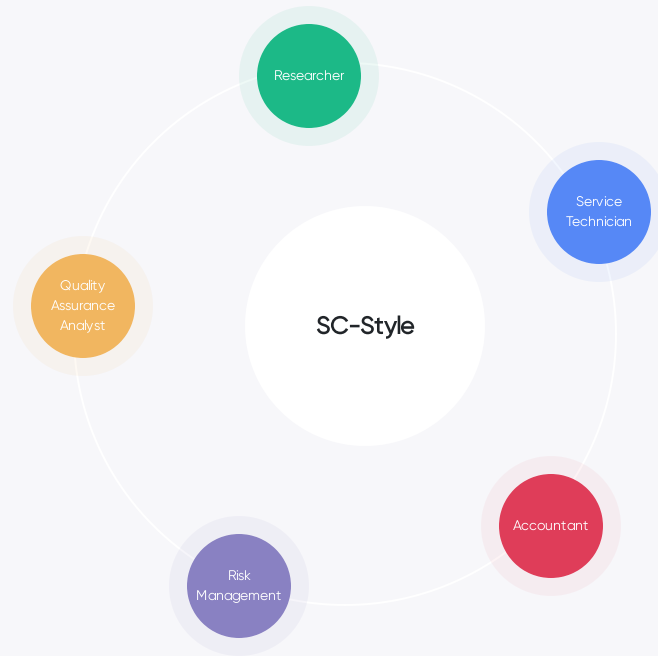 Researcher
Service
Technician
Quality
Assurance
Analyst
SC-Style
Accountant
Risk
Management